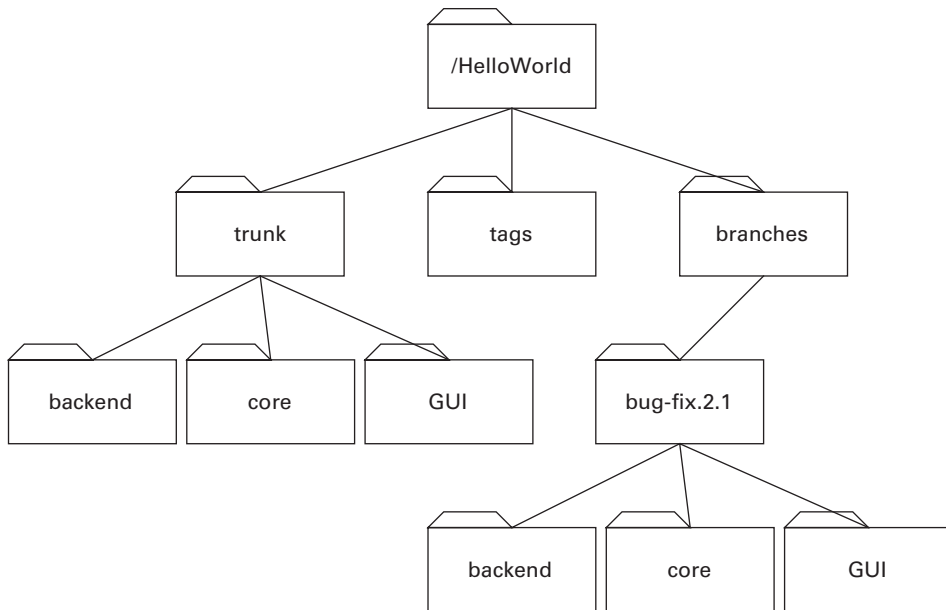 /HelloWorld
trunk
tags
branches
backend
core
GUI
bug-fix.2.1
backend
core
GUI